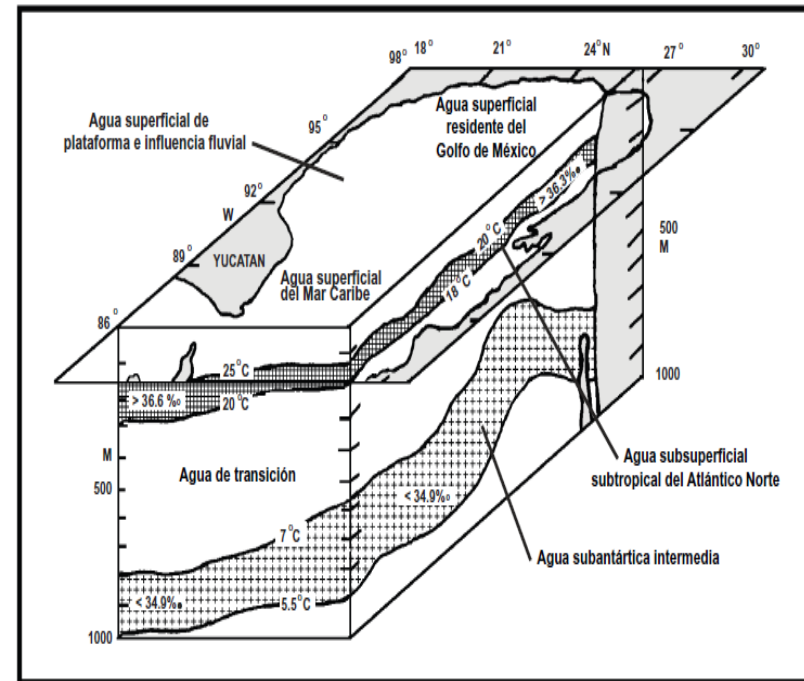 98° 18° 21° 24°N 27° 30°
Agua superficial
residente del
Golfo de México
Agua superficial de
plataforma e influencia fluvial
95°
> 36.3‰
92°
W
20°C
500
M
89°
YUCATAN
Agua superficial
del Mar Caribe
18°C
86°
25°C
1000
> 36.6 ‰
20°C
M
Agua de transición
Agua subsuperficial
subtropical del Atlántico Norte
500
< 34.9‰
7°C
Agua subantártica intermedia
< 34.9‰
5.5°C
1000